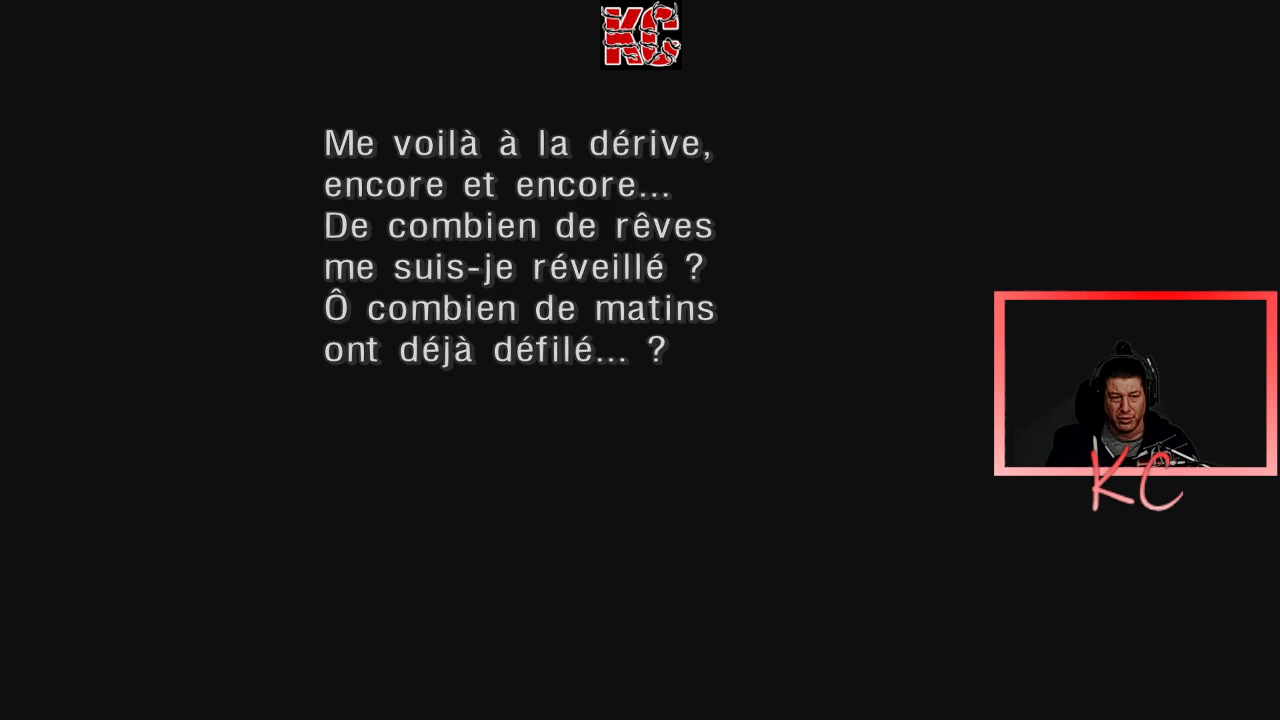 KC
Me voilà à la dérive,
encore et encore...
De combien de rêves
me suis-je réveillé ?
Ô combien de matins
ont déjà défilé... ?
KC